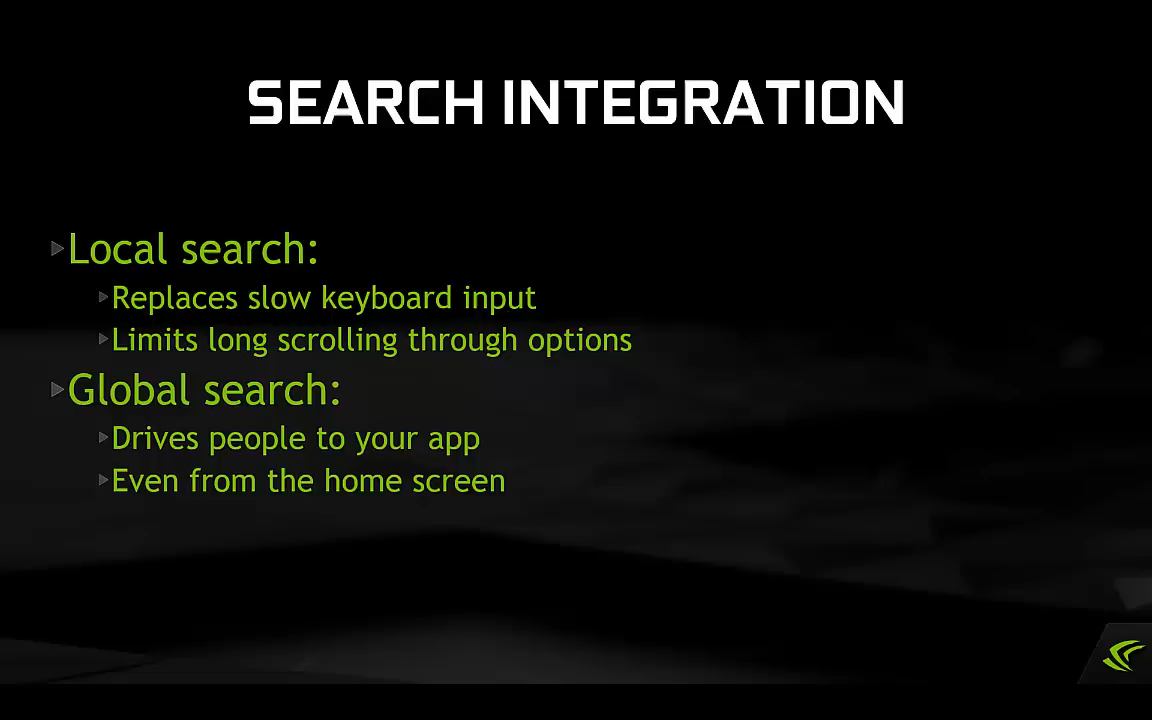 SEARCH INTEGRATION
Local search:
Replaces slow keyboard input
Limits long scrolling through options
Global search:
Drives people to your app
Even from the home screen